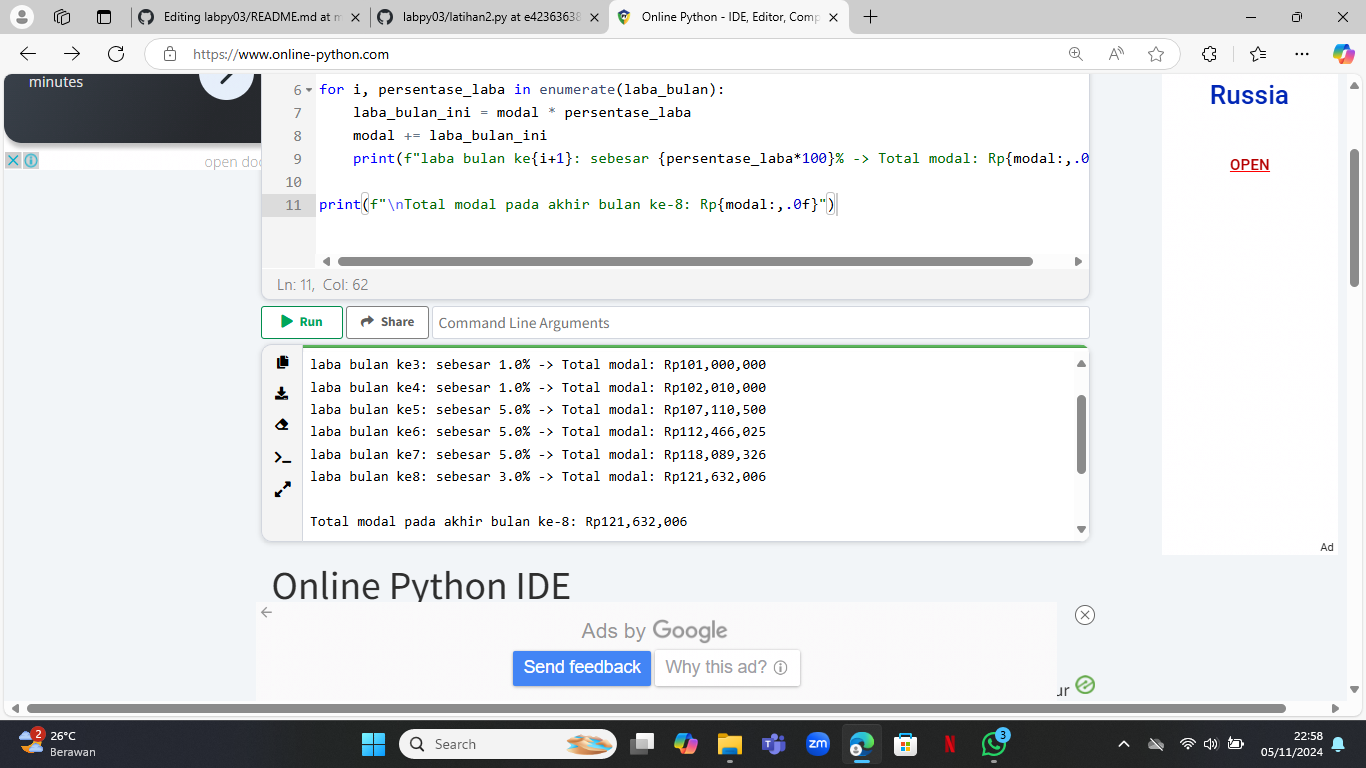 Editing labpy03/README.md at m
labpy03/latihan2.py at e42363638
Online Python - IDE, Editor, Comp
https://www.online-python.com
minutes
open doc
6 for i, persentase_laba in enumerate(laba_bulan):
7 laba_bulan_ini = modal * persentase_laba
8 modal += laba_bulan_ini
9 print(f"laba bulan ke{i+1}: sebesar {persentase_laba*100}% -> Total modal: Rp{modal:,.0
10
11 print(f"\nTotal modal pada akhir bulan ke-8: Rp{modal:,.0f}")
Ln: 11, Col: 62
Run
Share
Command Line Arguments
laba bulan ke3: sebesar 1.0% -> Total modal: Rp101,000,000
laba bulan ke4: sebesar 1.0% -> Total modal: Rp102,010,000
laba bulan ke5: sebesar 5.0% -> Total modal: Rp107,110,500
laba bulan ke6: sebesar 5.0% -> Total modal: Rp112,466,025
laba bulan ke7: sebesar 5.0% -> Total modal: Rp118,089,326
laba bulan ke8: sebesar 3.0% -> Total modal: Rp121,632,006
Total modal pada akhir bulan ke-8: Rp121,632,006
Russia
OPEN
Ad
Online Python IDE
Ads by Google
Send feedback
Why this ad?
ur
2
26°C
Berawan
Search
zm
N
3
22:58
05/11/2024